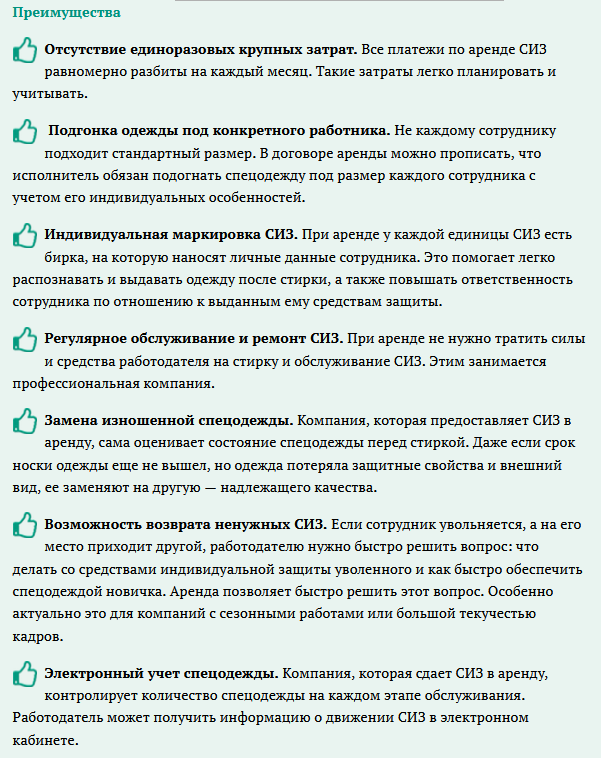 Преимущества
Отсутствие единоразовых крупных затрат. Все платежи по аренде СИЗ
равномерно разбиты на каждый месяц. Такие затраты легко планировать и
учитывать.
Подгонка одежды под конкретного работника. Не каждому сотруднику
подходит стандартный размер. В договоре аренды можно прописать, что
исполнитель обязан подогнать спецодежду под размер каждого сотрудника с
учетом его индивидуальных особенностей.
Индивидуальная маркировка СИЗ. При аренде у каждой единицы СИЗ есть
бирка, на которую наносят личные данные сотрудника. Это помогает легко
распознавать и выдавать одежду после стирки, а также повышать ответственность
сотрудника по отношению к выданным ему средствам защиты.
Регулярное обслуживание и ремонт СИЗ. При аренде не нужно тратить силы
и средства работодателя на стирку и обслуживание СИЗ. Этим занимается
профессиональная компания.
Замена изношенной спецодежды. Компания, которая предоставляет СИЗ в
аренду, сама оценивает состояние спецодежды перед стиркой. Даже если срок
носки одежды еще не вышел, но одежда потеряла защитные свойства и внешний
вид, ее заменяют на другую — надлежащего качества.
Возможность возврата ненужных СИЗ. Если сотрудник увольняется, а на его
место приходит другой, работодателю нужно быстро решить вопрос: что
делать со средствами индивидуальной защиты уволенного и как быстро обеспечить
спецодеждой новичка. Аренда позволяет быстро решить этот вопрос. Особенно
актуально это для компаний с сезонными работами или большой текучестью
кадров.
Электронный учет спецодежды. Компания, которая сдает СИЗ в аренду,
контролирует количество спецодежды на каждом этапе обслуживания.
Работодатель может получить информацию о движении СИЗ в электронном
кабинете.